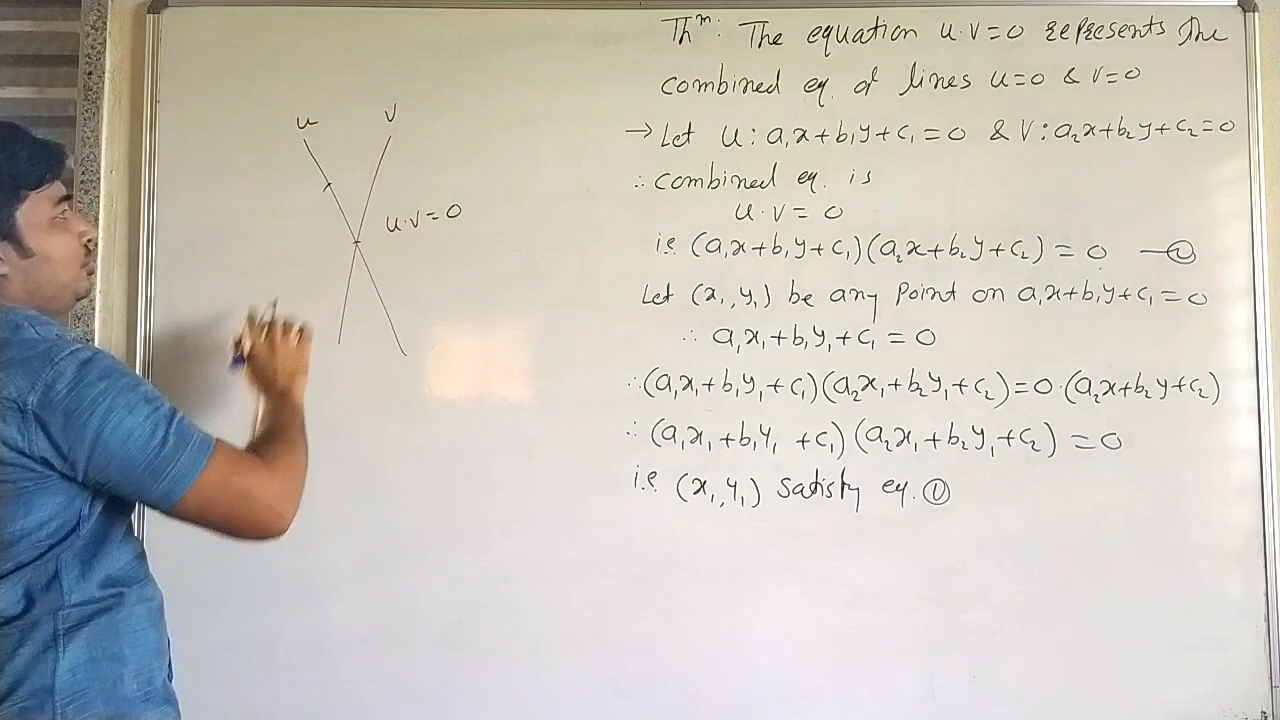 Thᵐ: The equation u·v=0 represents the
combined eq. of lines u=0 & v=0
→ Let u: a₁x+b₁y+c₁=0 & v: a₂x+b₂y+c₂=0
∴ combined eq. is
u·v=0
i.e (a₁x+b₁y+c₁)(a₂x+b₂y+c₂)=0 —①
Let (x₁,y₁) be any point on a₁x+b₁y+c₁=0
∴ a₁x₁+b₁y₁+c₁=0
∴ (a₁x₁+b₁y₁+c₁)(a₂x₁+b₂y₁+c₂)=0·(a₂x+b₂y+c₂)
∴ (a₁x₁+b₁y₁+c₁)(a₂x₁+b₂y₁+c₂)=0
i.e. (x₁,y₁) satisfy eq. ①
u v
u·v=0